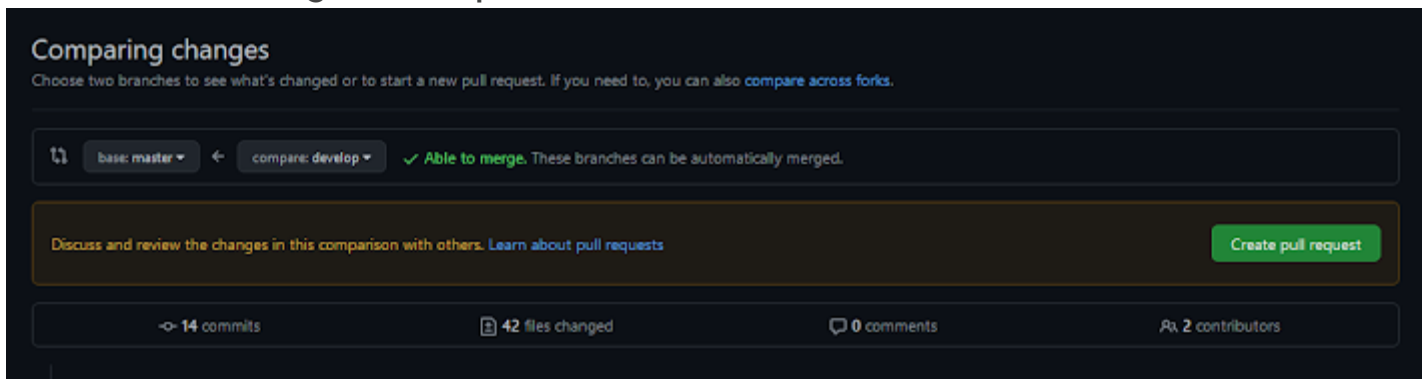 Comparing changes
Choose two branches to see what's changed or to start a new pull request. If you need to, you can also compare across forks.
base: master ← compare: develop ✓ Able to merge. These branches can be automatically merged.
Discuss and review the changes in this comparison with others. Learn about pull requests
Create pull request
14 commits
42 files changed
0 comments
2 contributors